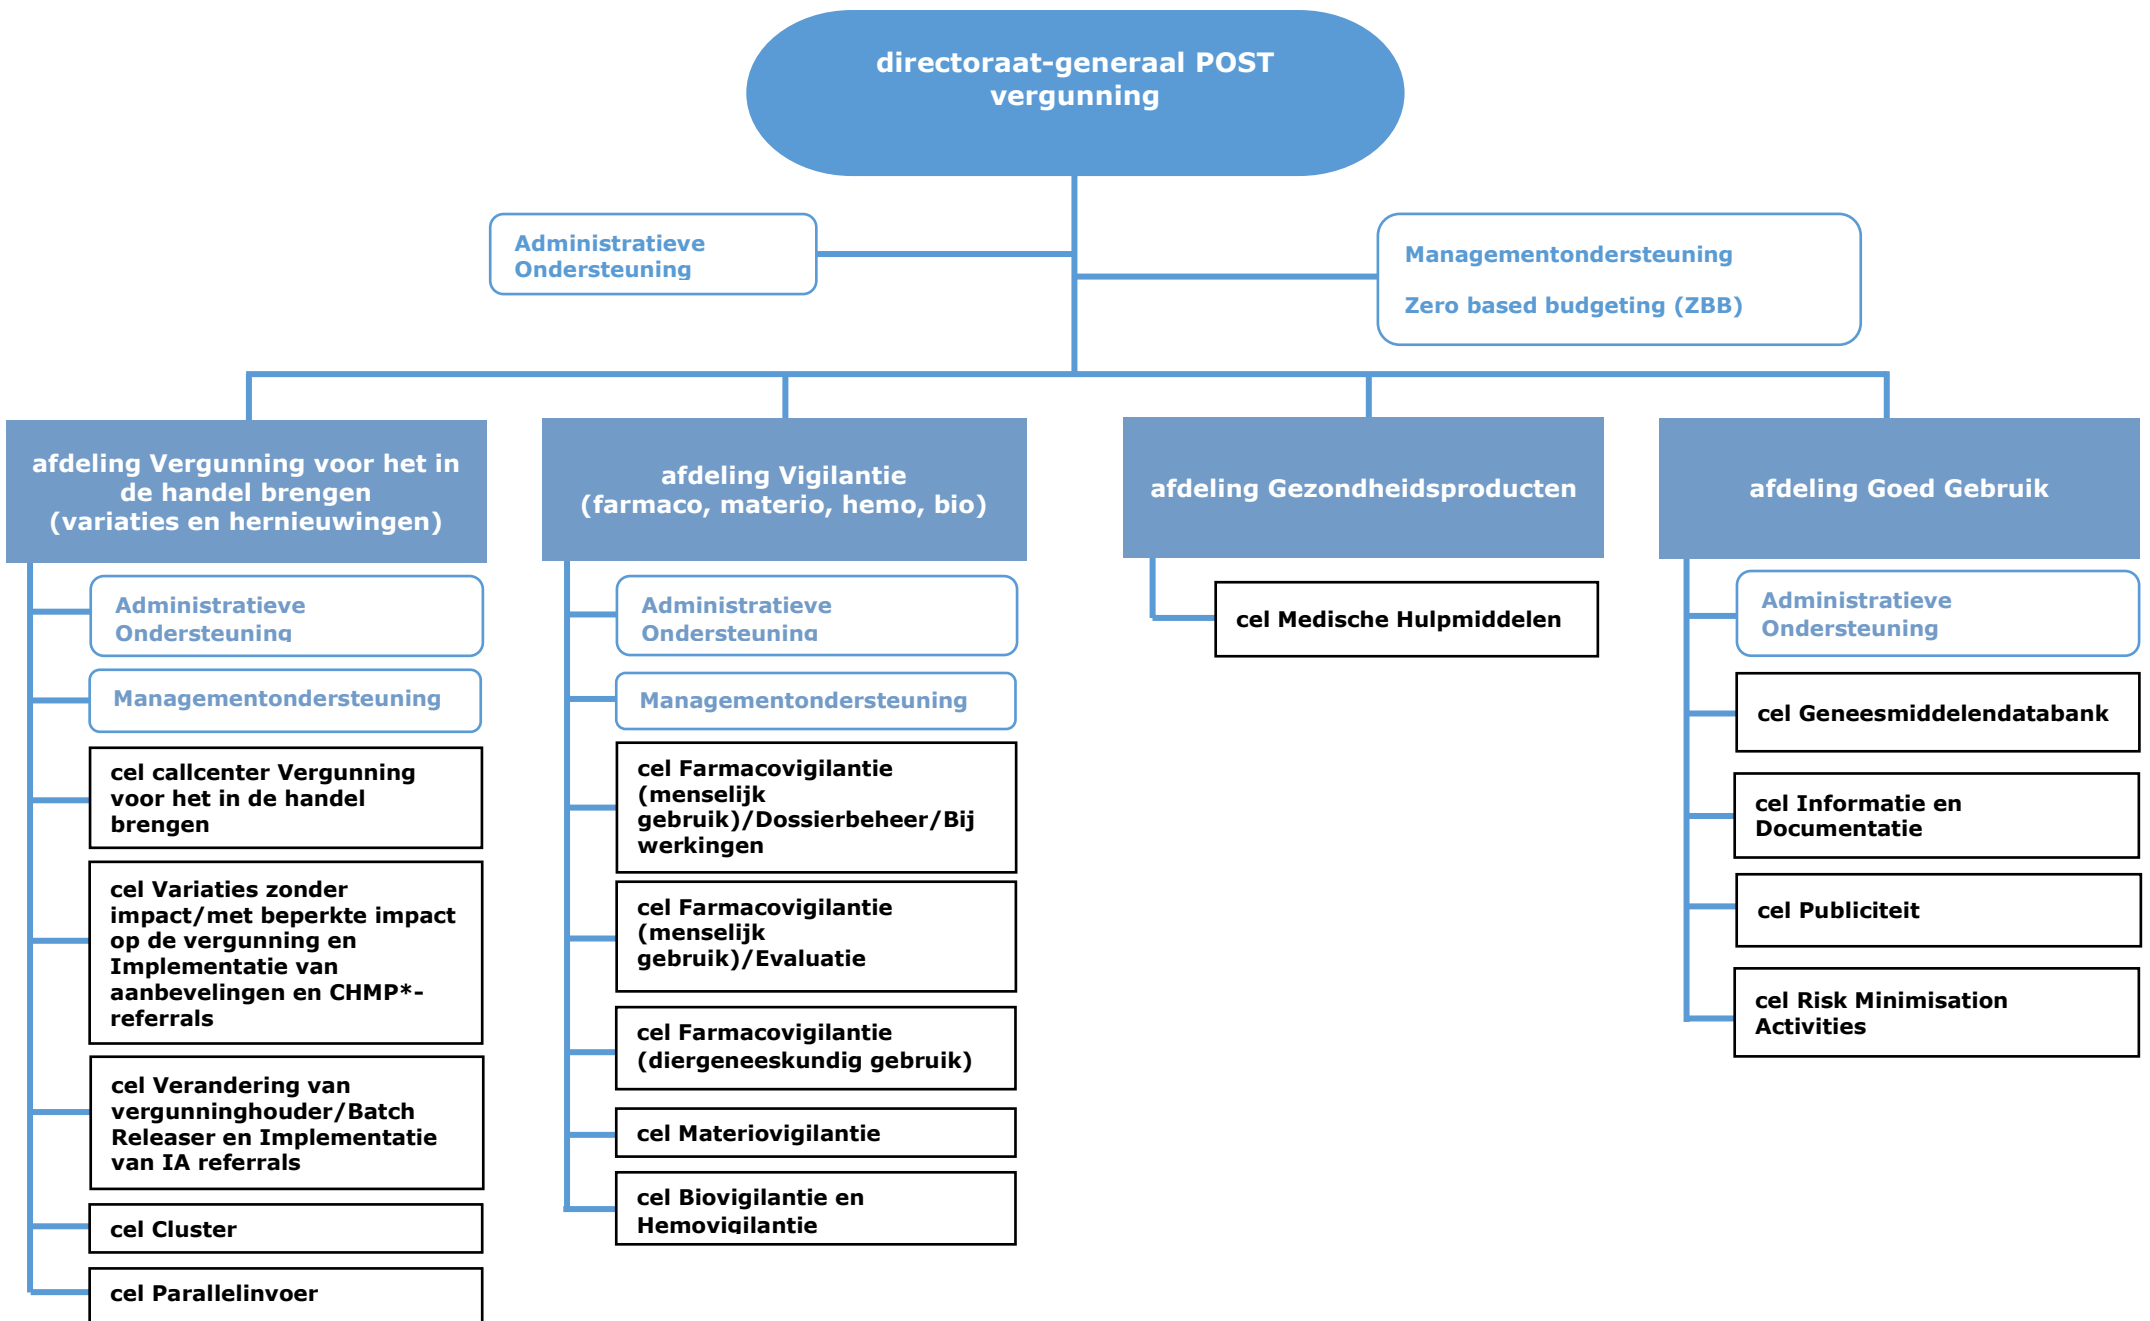 directoraat-generaal POST
vergunning
Administratieve
Ondersteuning
Managementondersteuning
Zero based budgeting (ZBB)
afdeling Vergunning voor het in
de handel brengen
(variaties en hernieuwingen)
Administratieve
Ondersteuning
Managementondersteuning
cel callcenter Vergunning
voor het in de handel
brengen
cel Variaties zonder
impact/met beperkte impact
op de vergunning en
Implementatie van
aanbevelingen en CHMP*-
referrals
cel Verandering van
vergunninghouder/Batch
Releaser en Implementatie
van IA referrals
cel Cluster
cel Parallelinvoer
afdeling Vigilantie
(farmaco, materio, hemo, bio)
Administratieve
Ondersteuning
Managementondersteuning
cel Farmacovigilantie
(menselijk
gebruik)/Dossierbeheer/Bij
werkingen
cel Farmacovigilantie
(menselijk
gebruik)/Evaluatie
cel Farmacovigilantie
(diergeneeskundig gebruik)
cel Materiovigilantie
cel Biovigilantie en
Hemovigilantie
afdeling Gezondheidsproducten
cel Medische Hulpmiddelen
afdeling Goed Gebruik
Administratieve
Ondersteuning
cel Geneesmiddelendatabank
cel Informatie en
Documentatie
cel Publiciteit
cel Risk Minimisation
Activities